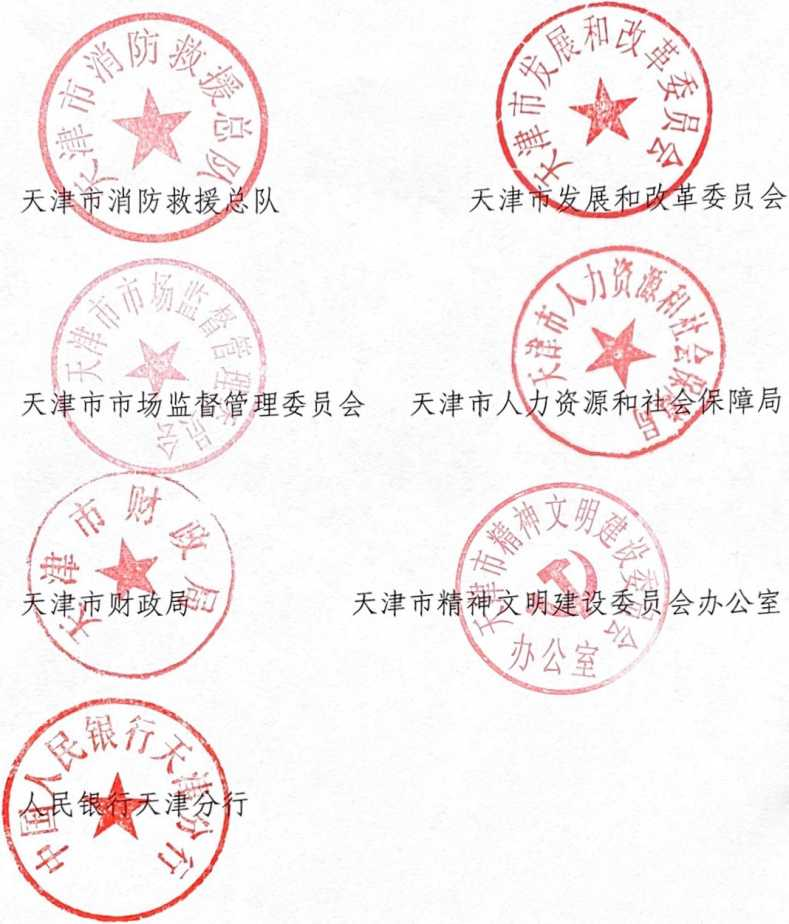 天津市消防救援总队
天津市消防救援总队
天津市发展和改革委员会
天津市发展和改革委员会
天津市市场监督管理委员会
天津市市场监督管理委员会
天津市人力资源和社会保障局
天津市人力资源和社会保障局
天津市财政局
天津市财政局
天津市精神文明建设委员会
办公室
天津市精神文明建设委员会办公室
中国人民银行天津分行
人民银行天津分行